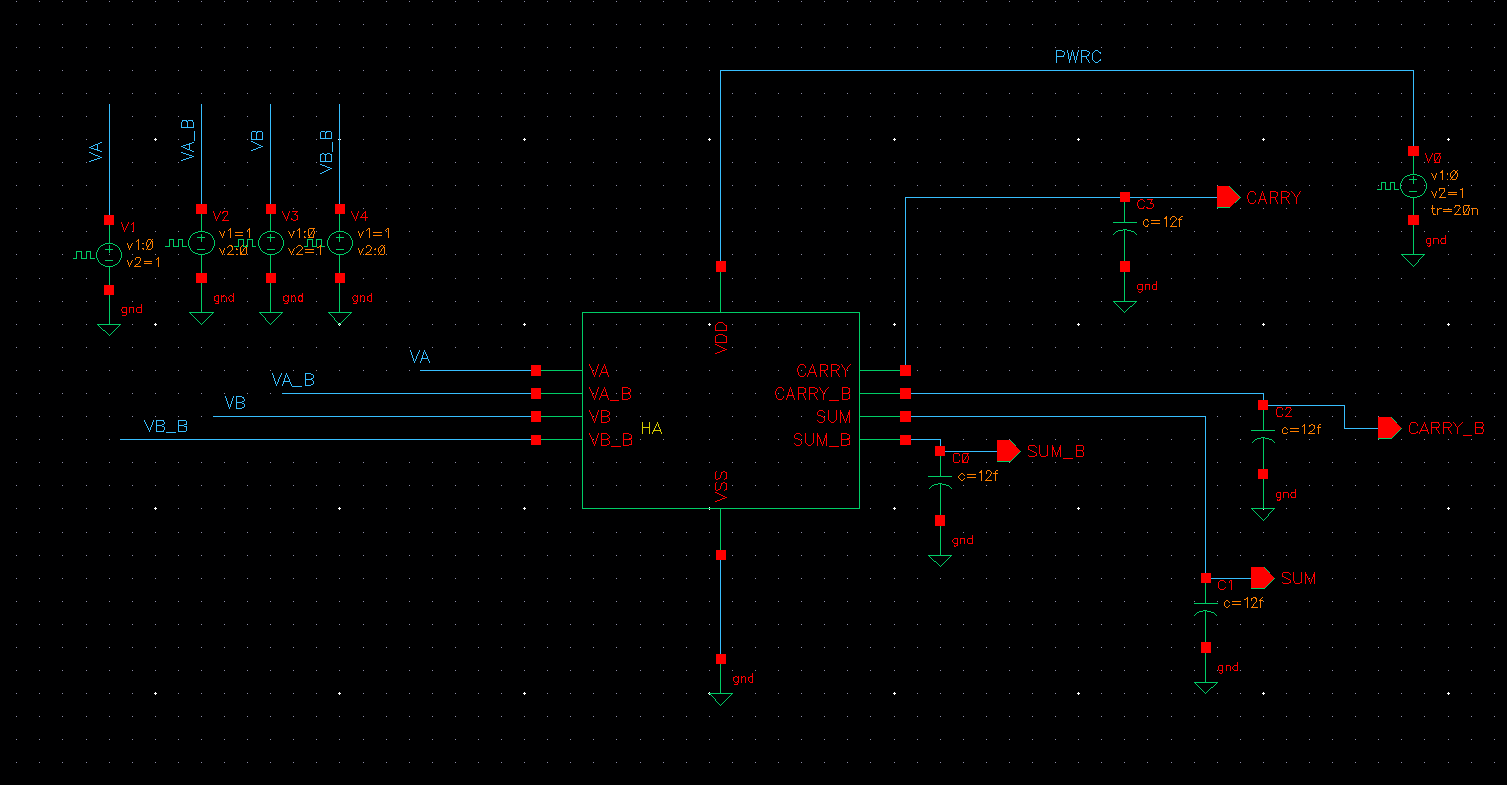 PWRC
VA
VA_B
VB
VB_B
V1
v1:0
v2=1
gnd
V2
v1=1
v2:0
gnd
V3
v1:0
v2=1
gnd
V4
v1=1
v2:0
gnd
V0
v1:0
v2=1
tr=20n
gnd
CARRY
C3
c=12f
gnd
VA
VA_B
VB
VB_B
VDD
VA
VA_B
VB
VB_B
HA
CARRY
CARRY_B
SUM
SUM_B
VSS
gnd
C0
c=12f
gnd
SUM_B
C2
c=12f
gnd
CARRY_B
C1
c=12f
gnd
SUM